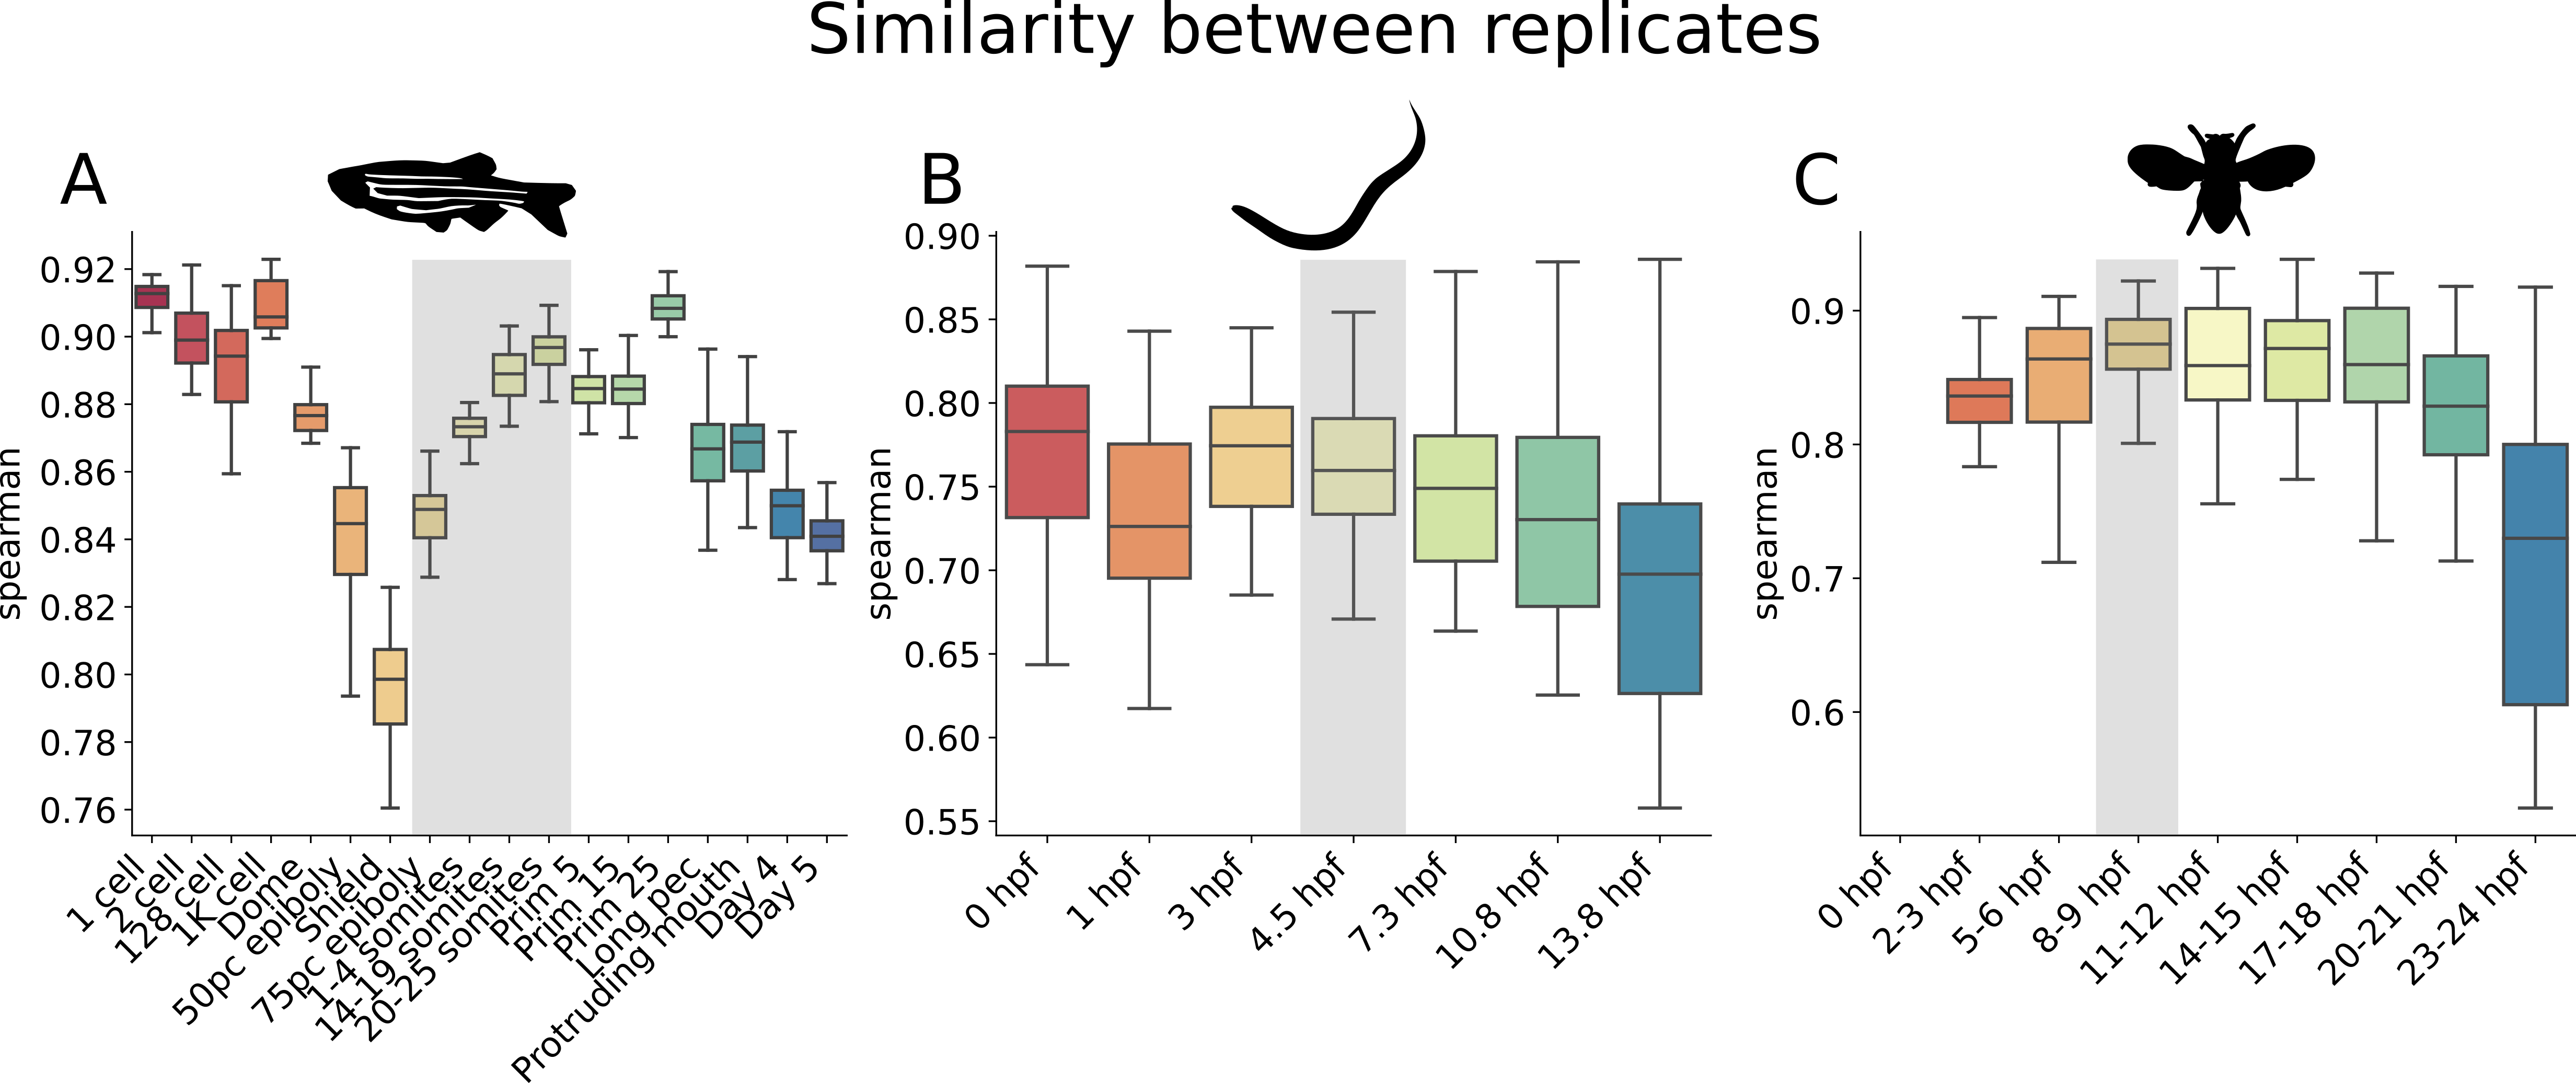 Similarity between replicates
A
B
C
0.92
0.90
0.88
0.86
0.84
0.82
0.80
0.78
0.76
spearman
1 cell
2 cell
128 cell
1K cell
Dome
50pc epiboly
Shield
75pc epiboly
1-4 somites
14-19 somites
20-25 somites
Prim 5
Prim 15
Prim 25
Long pec
Protruding mouth
Day 4
Day 5
0.90
0.85
0.80
0.75
0.70
0.65
0.60
0.55
spearman
0 hpf
1 hpf
3 hpf
4.5 hpf
7.3 hpf
10.8 hpf
13.8 hpf
0.9
0.8
0.7
0.6
spearman
0 hpf
2-3 hpf
5-6 hpf
8-9 hpf
11-12 hpf
14-15 hpf
17-18 hpf
20-21 hpf
23-24 hpf